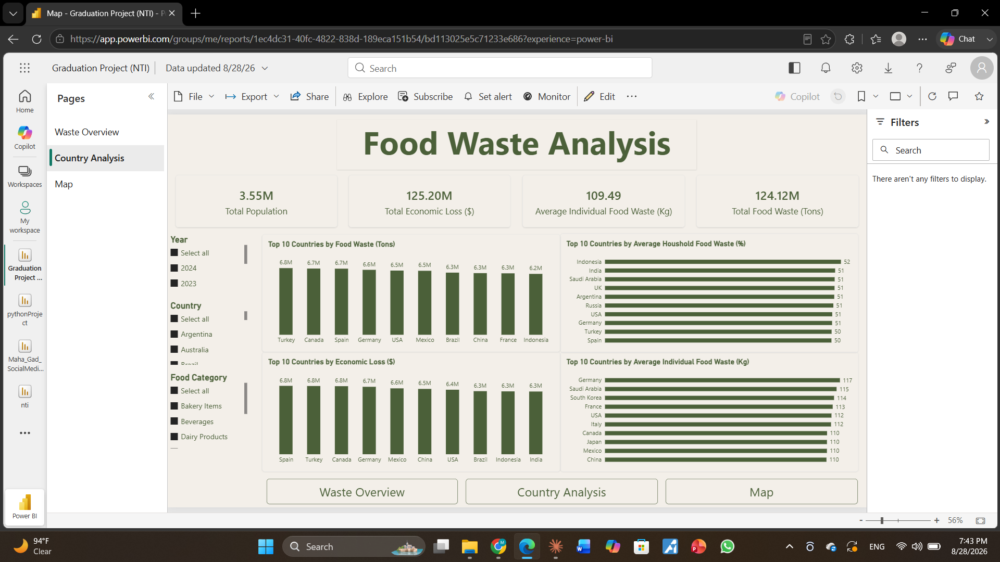 Map - Graduation Project (NTI) - P
https://app.powerbi.com/groups/me/reports/1ec4dc31-40fc-4822-838d-189eca151b54/bd113025e5c71233e686?experience=power-bi
Chat
Graduation Project (NTI)
Data updated 8/28/26
Search
Home
Copilot
Workspaces
My
workspace
Graduation
Project ...
pythonProje
ct
Maha_Gad_
SocialMedi...
nti
Power BI
Pages
Waste Overview
Country Analysis
Map
File
Export
Share
Explore
Subscribe
Set alert
Monitor
Edit
Copilot
Food Waste Analysis
3.55M
Total Population
125.20M
Total Economic Loss ($)
109.49
Average Individual Food Waste (Kg)
124.12M
Total Food Waste (Tons)
Year
Select all
2024
2023
Country
Select all
Argentina
Australia
Brazil
Food Category
Select all
Bakery Items
Beverages
Dairy Products
Top 10 Countries by Food Waste (Tons)
6.8M 6.7M 6.7M 6.6M 6.5M 6.5M 6.3M 6.3M 6.3M 6.2M
Turkey Canada Spain Germany USA Mexico Brazil China France Indonesia
Top 10 Countries by Average Houshold Food Waste (%)
Indonesia 52
India 51
Saudi Arabia 51
UK 51
Argentina 51
Russia 51
USA 51
Germany 51
Turkey 50
Spain 50
Top 10 Countries by Economic Loss ($)
6.8M 6.8M 6.8M 6.7M 6.6M 6.5M 6.4M 6.3M 6.3M 6.3M
Spain Turkey Canada Germany Mexico China USA Brazil Indonesia India
Top 10 Countries by Average Individual Food Waste (Kg)
Germany 117
Saudi Arabia 115
South Korea 114
France 113
USA 112
Italy 112
Canada 110
Japan 110
Mexico 110
China 110
Waste Overview
Country Analysis
Map
Filters
Search
There aren't any filters to display.
- + 56%
94°F
Clear
Search
ENG
7:43 PM
8/28/2026